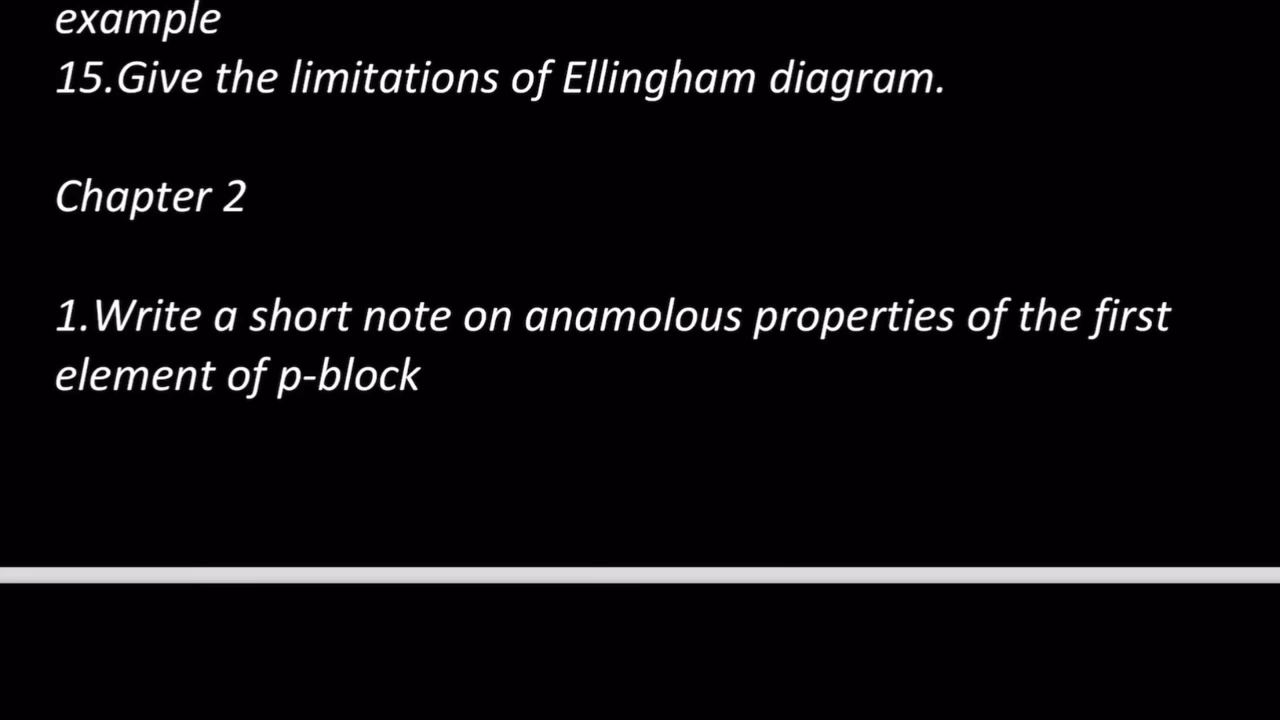 example
15.Give the limitations of Ellingham diagram.
Chapter 2
1.Write a short note on anamolous properties of the first
element of p-block